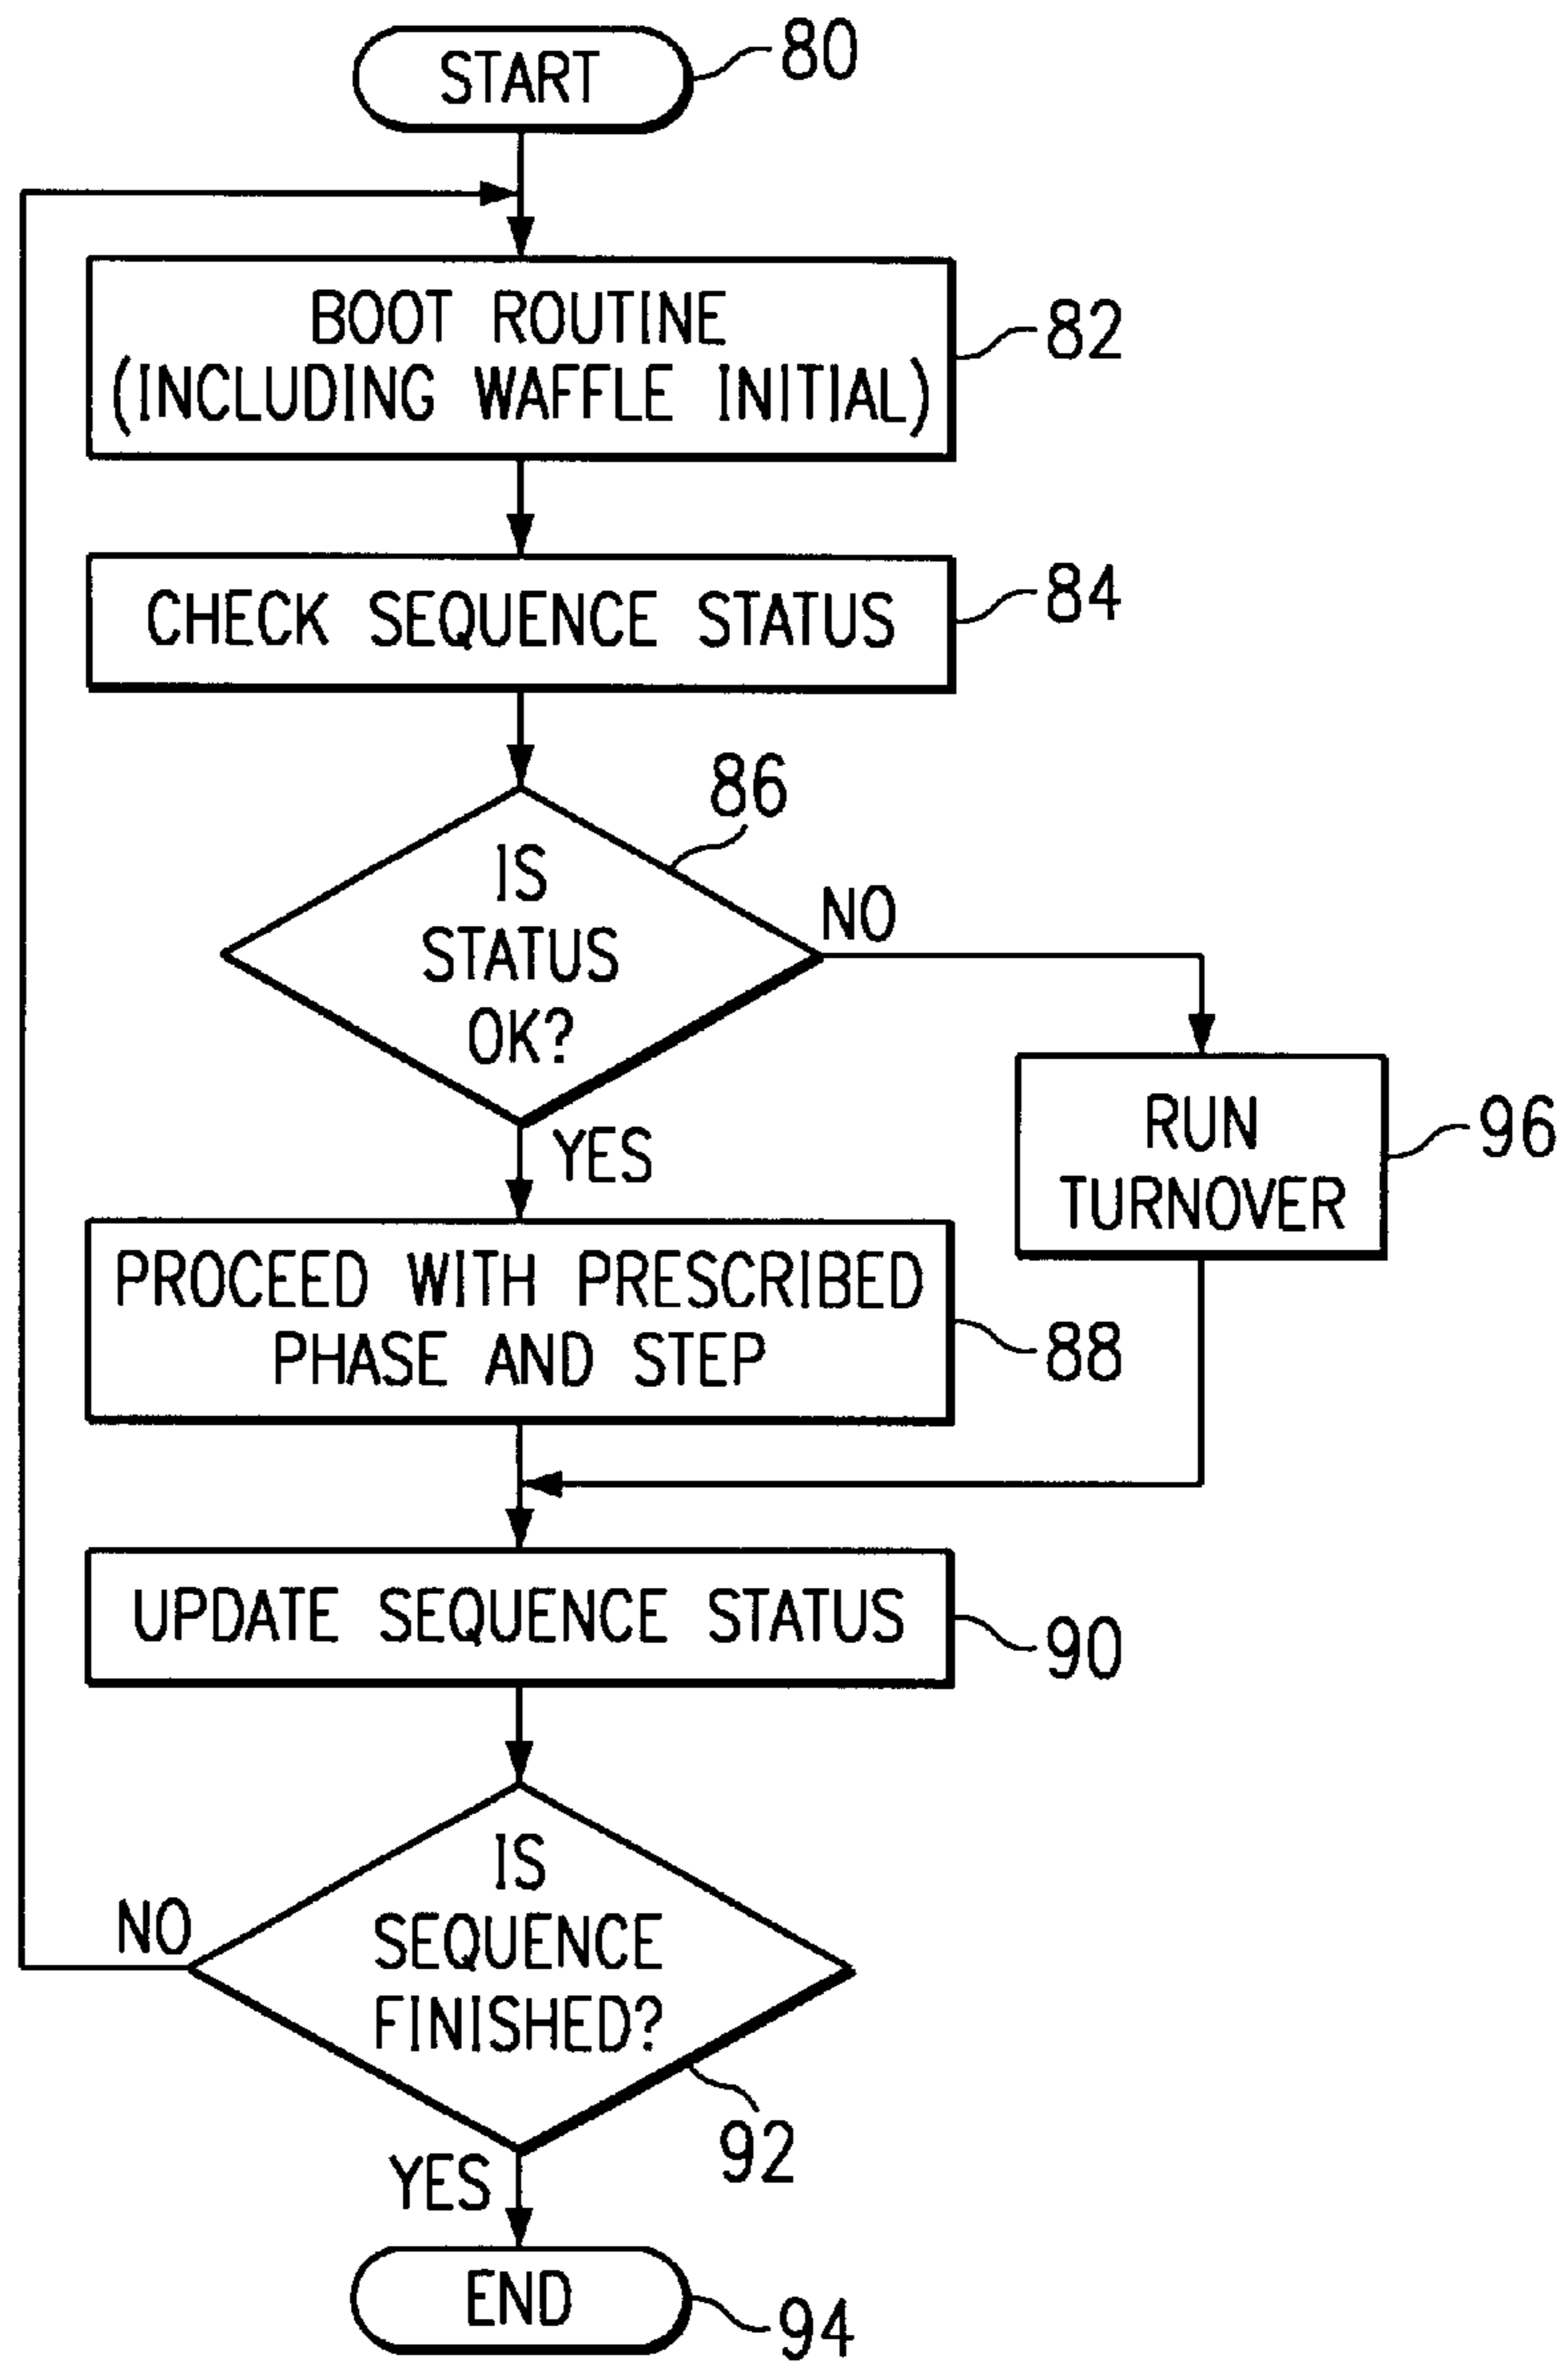 START
80
BOOT ROUTINE
(INCLUDING WAFFLE INITIAL)
82
CHECK SEQUENCE STATUS
84
86
IS
STATUS
OK?
NO
YES
RUN
TURNOVER
96
PROCEED WITH PRESCRIBED
PHASE AND STEP
88
UPDATE SEQUENCE STATUS
90
IS
SEQUENCE
FINISHED?
NO
92
YES
END
94